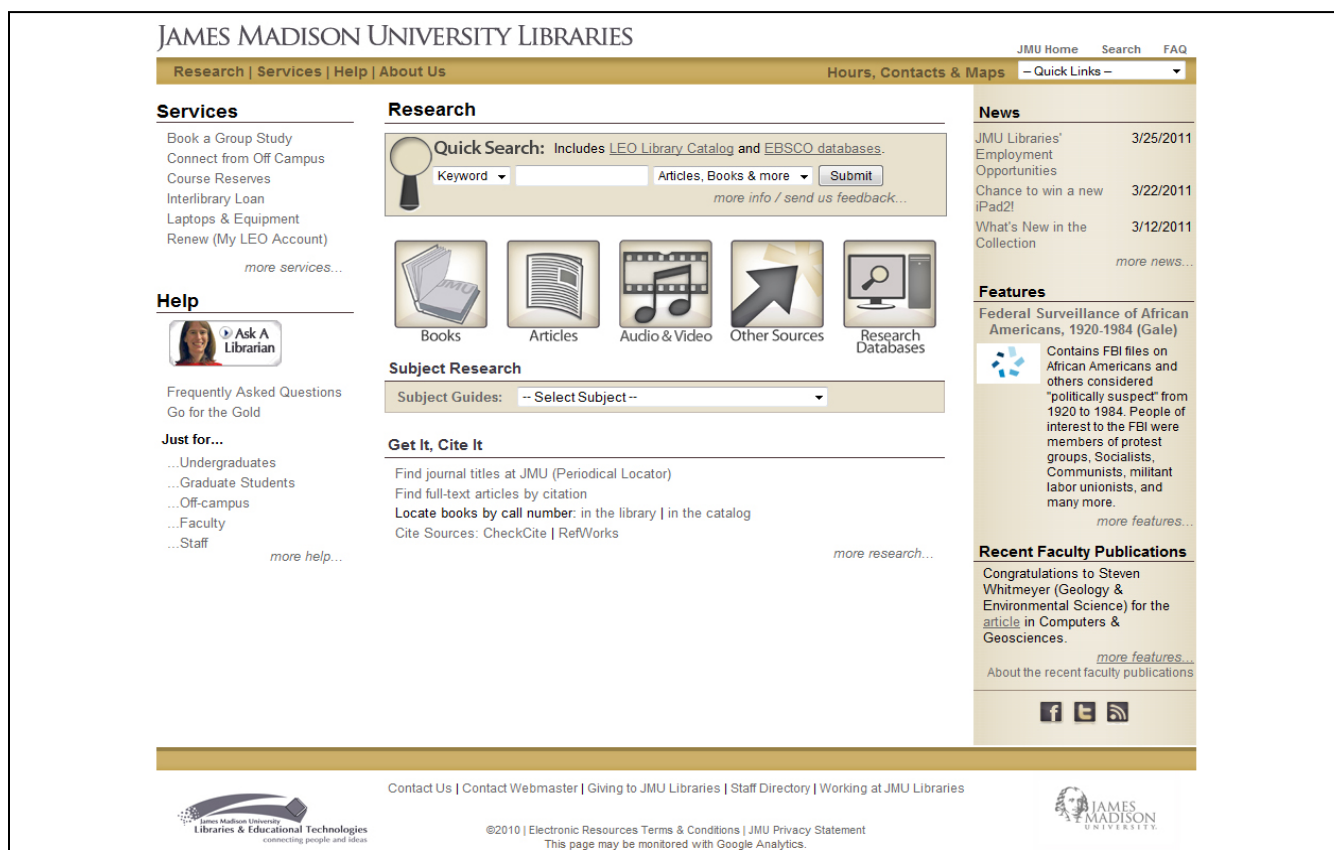 JAMES MADISON UNIVERSITY LIBRARIES
JMU Home Search FAQ
Research | Services | Help | About Us
Hours, Contacts & Maps
– Quick Links –
Services
Book a Group Study
Connect from Off Campus
Course Reserves
Interlibrary Loan
Laptops & Equipment
Renew (My LEO Account)
more services...
Help
Ask A
Librarian
Frequently Asked Questions
Go for the Gold
Just for...
...Undergraduates
...Graduate Students
...Off-campus
...Faculty
...Staff
more help...
Research
Quick Search: Includes LEO Library Catalog and EBSCO databases.
Keyword Articles, Books & more Submit
more info / send us feedback...
JMU
Books Articles Audio & Video Other Sources Research
Databases
Subject Research
Subject Guides: -- Select Subject --
Get It, Cite It
Find journal titles at JMU (Periodical Locator)
Find full-text articles by citation
Locate books by call number: in the library | in the catalog
Cite Sources: CheckCite | RefWorks
more research...
News
JMU Libraries' 3/25/2011
Employment
Opportunities
Chance to win a new 3/22/2011
iPad2!
What's New in the 3/12/2011
Collection
more news...
Features
Federal Surveillance of African
Americans, 1920-1984 (Gale)
Contains FBI files on
African Americans and
others considered
"politically suspect" from
1920 to 1984. People of
interest to the FBI were
members of protest
groups, Socialists,
Communists, militant
labor unionists, and
many more.
more features...
Recent Faculty Publications
Congratulations to Steven
Whitmeyer (Geology &
Environmental Science) for the
article in Computers &
Geosciences.
more features...
About the recent faculty publications
Contact Us | Contact Webmaster | Giving to JMU Libraries | Staff Directory | Working at JMU Libraries
James Madison University
Libraries & Educational Technologies
connecting people and ideas
©2010 | Electronic Resources Terms & Conditions | JMU Privacy Statement
This page may be monitored with Google Analytics.
JAMES
MADISON
UNIVERSITY.